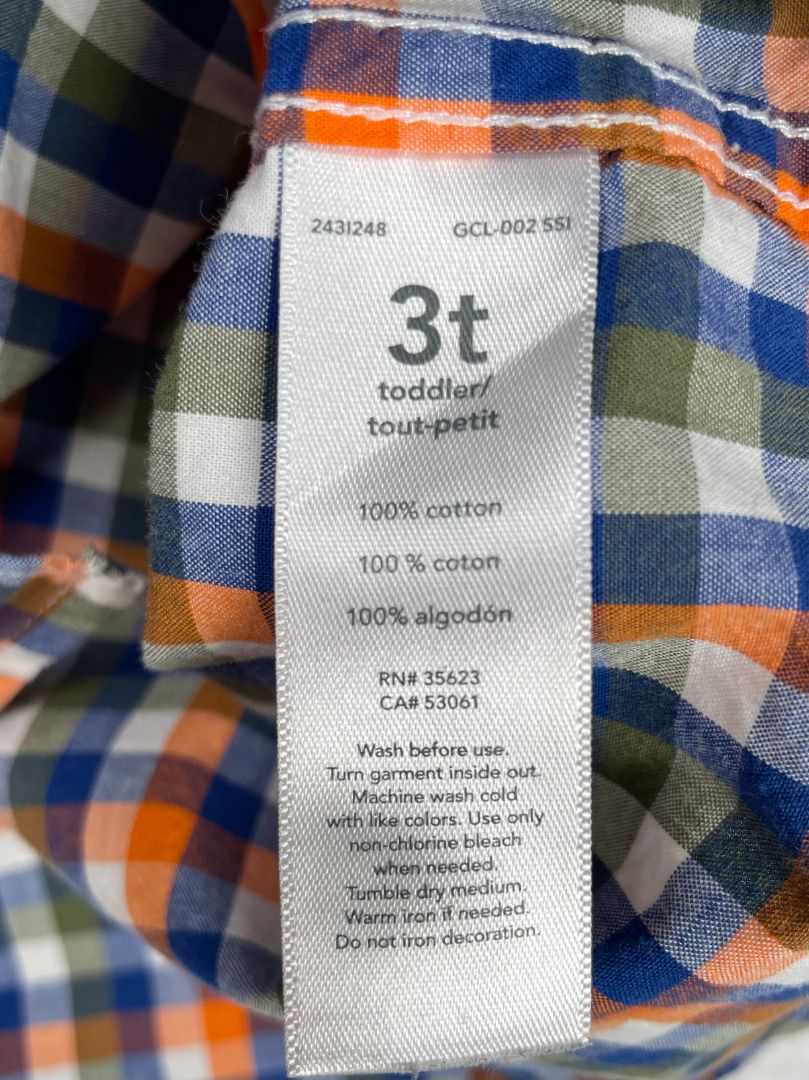 2431248 GCL-002 SSI
3t
toddler/
tout-petit
100% cotton
100 % coton
100% algodón
RN# 35623
CA# 53061
Wash before use.
Turn garment inside out.
Machine wash cold
with like colors. Use only
non-chlorine bleach
when needed.
Tumble dry medium.
Warm iron if needed.
Do not iron decoration.